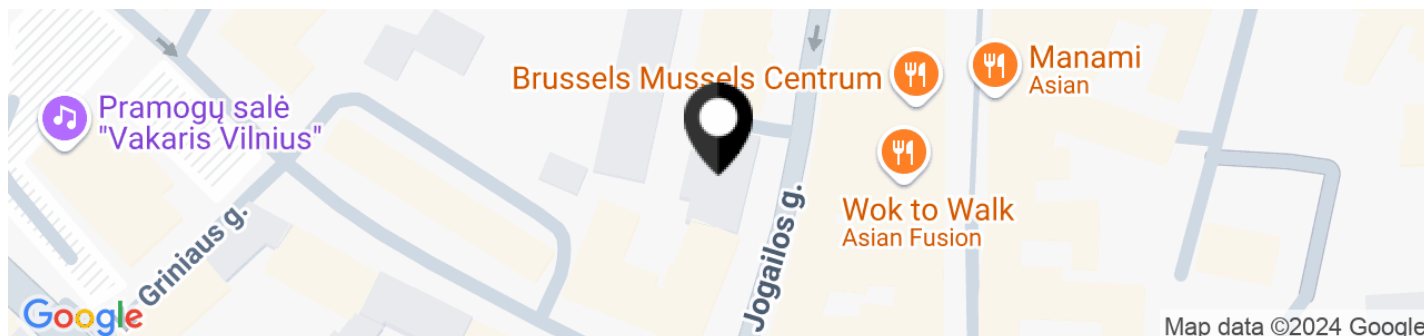 Brussels Mussels Centrum
Manami
Asian
Pramogų salė
"Vakaris Vilnius"
Wok to Walk
Asian Fusion
Griniaus g.
Jogailos g.
Google
Map data ©2024 Google